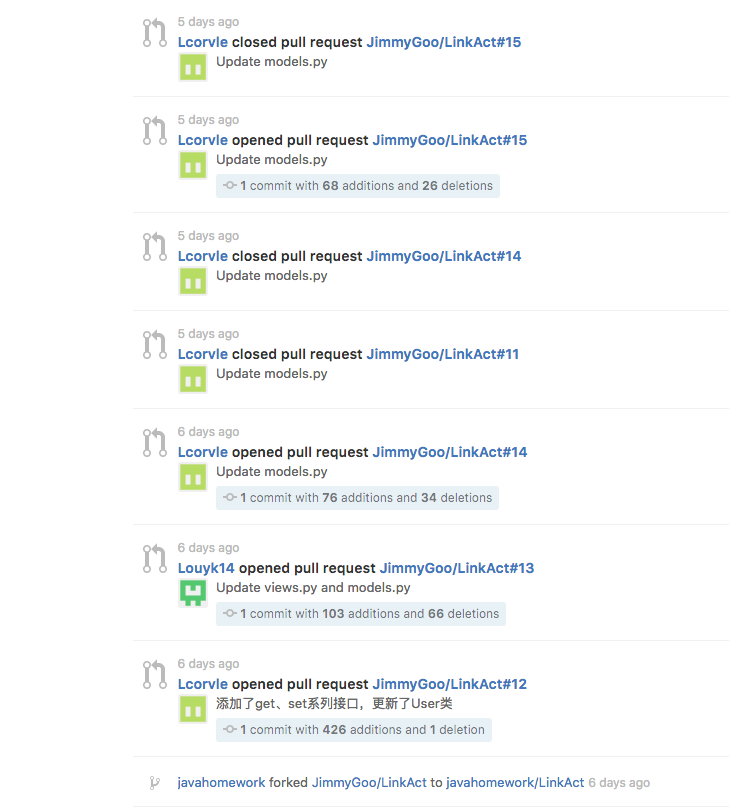 5 days ago
Lcorvle closed pull request JimmyGoo/LinkAct#15
Update models.py
5 days ago
Lcorvle opened pull request JimmyGoo/LinkAct#15
Update models.py
1 commit with 68 additions and 26 deletions
5 days ago
Lcorvle closed pull request JimmyGoo/LinkAct#14
Update models.py
5 days ago
Lcorvle closed pull request JimmyGoo/LinkAct#11
Update models.py
6 days ago
Lcorvle opened pull request JimmyGoo/LinkAct#14
Update models.py
1 commit with 76 additions and 34 deletions
6 days ago
Louyk14 opened pull request JimmyGoo/LinkAct#13
Update views.py and models.py
1 commit with 103 additions and 66 deletions
6 days ago
Lcorvle opened pull request JimmyGoo/LinkAct#12
添加了get、set系列接口，更新了User类
1 commit with 426 additions and 1 deletion
javahomework forked JimmyGoo/LinkAct to javahomework/LinkAct 6 days ago